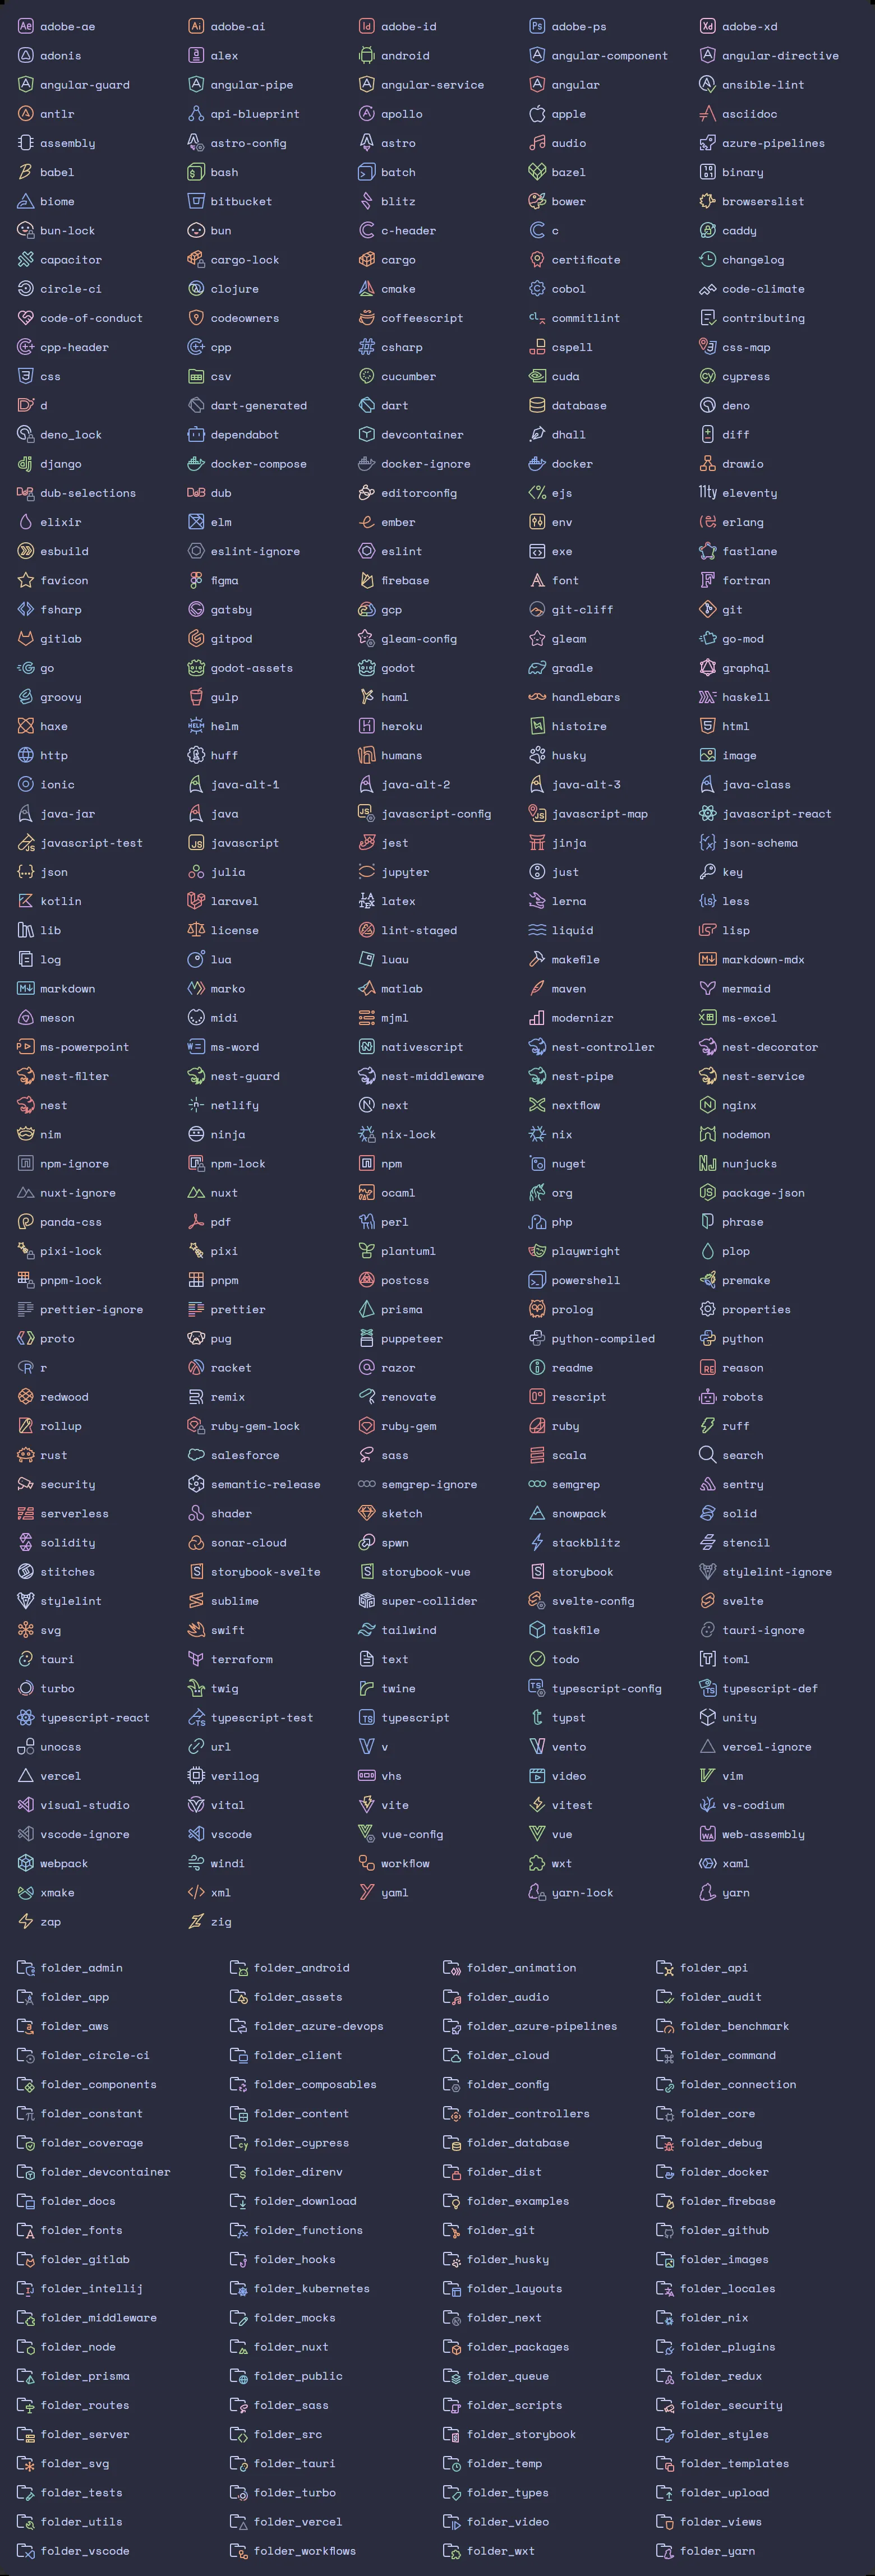 adobe-ae adobe-ai adobe-id adobe-ps adobe-xd
adonis alex android angular-component angular-directive
angular-guard angular-pipe angular-service angular ansible-lint
antlr api-blueprint apollo apple asciidoc
assembly astro-config astro audio azure-pipelines
babel bash batch bazel binary
biome bitbucket blitz bower browserslist
bun-lock bun c-header c caddy
capacitor cargo-lock cargo certificate changelog
circle-ci clojure cmake cobol code-climate
code-of-conduct codeowners coffeescript commitlint contributing
cpp-header cpp csharp cspell css-map
css csv cucumber cuda cypress
d dart-generated dart database deno
deno_lock dependabot devcontainer dhall diff
django docker-compose docker-ignore docker drawio
dub-selections dub editorconfig ejs eleventy
elixir elm ember env erlang
esbuild eslint-ignore eslint exe fastlane
favicon figma firebase font fortran
fsharp gatsby gcp git-cliff git
gitlab gitpod gleam-config gleam go-mod
go godot-assets godot gradle graphql
groovy gulp haml handlebars haskell
haxe helm heroku histoire html
http huff humans husky image
ionic java-alt-1 java-alt-2 java-alt-3 java-class
java-jar java javascript-config javascript-map javascript-react
javascript-test javascript jest jinja json-schema
json julia jupyter just key
kotlin laravel latex lerna less
lib license lint-staged liquid lisp
log lua luau makefile markdown-mdx
markdown marko matlab maven mermaid
meson midi mjml modernizr ms-excel
ms-powerpoint ms-word nativescript nest-controller nest-decorator
nest-filter nest-guard nest-middleware nest-pipe nest-service
nest netlify next nextflow nginx
nim ninja nix-lock nix nodemon
npm-ignore npm-lock npm nuget nunjucks
nuxt-ignore nuxt ocaml org package-json
panda-css pdf perl php phrase
pixi-lock pixi plantuml playwright plop
pnpm-lock pnpm postcss powershell premake
prettier-ignore prettier prisma prolog properties
proto pug puppeteer python-compiled python
r racket razor readme reason
redwood remix renovate rescript robots
rollup ruby-gem-lock ruby-gem ruby ruff
rust salesforce sass scala search
security semantic-release semgrep-ignore semgrep sentry
serverless shader sketch snowpack solid
solidity sonar-cloud spwn stackblitz stencil
stitches storybook-svelte storybook-vue storybook stylelint-ignore
stylelint sublime super-collider svelte-config svelte
svg swift tailwind taskfile tauri-ignore
tauri terraform text todo toml
turbo twig twine typescript-config typescript-def
typescript-react typescript-test typescript typst unity
unocss url v vento vercel-ignore
vercel verilog vhs video vim
visual-studio vital vite vitest vs-codium
vscode-ignore vscode vue-config vue web-assembly
webpack windi workflow wxt xaml
xmake xml yaml yarn-lock yarn
zap zig
folder_admin folder_android folder_animation folder_api
folder_app folder_assets folder_audio folder_audit
folder_aws folder_azure-devops folder_azure-pipelines folder_benchmark
folder_circle-ci folder_client folder_cloud folder_command
folder_components folder_composables folder_config folder_connection
folder_constant folder_content folder_controllers folder_core
folder_coverage folder_cypress folder_database folder_debug
folder_devcontainer folder_direnv folder_dist folder_docker
folder_docs folder_download folder_examples folder_firebase
folder_fonts folder_functions folder_git folder_github
folder_gitlab folder_hooks folder_husky folder_images
folder_intellij folder_kubernetes folder_layouts folder_locales
folder_middleware folder_mocks folder_next folder_nix
folder_node folder_nuxt folder_packages folder_plugins
folder_prisma folder_public folder_queue folder_redux
folder_routes folder_sass folder_scripts folder_security
folder_server folder_src folder_storybook folder_styles
folder_svg folder_tauri folder_temp folder_templates
folder_tests folder_turbo folder_types folder_upload
folder_utils folder_vercel folder_video folder_views
folder_vscode folder_workflows folder_wxt folder_yarn